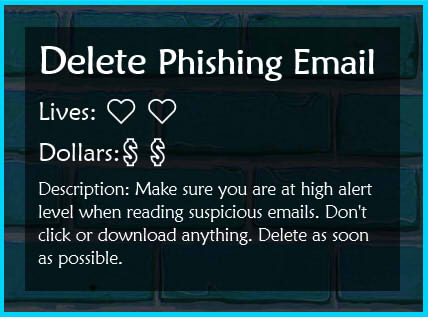 Delete Phishing Email
Lives: ♡ ♡
Dollars: $ $
Description: Make sure you are at high alert
level when reading suspicious emails. Don't
click or download anything. Delete as soon
as possible.